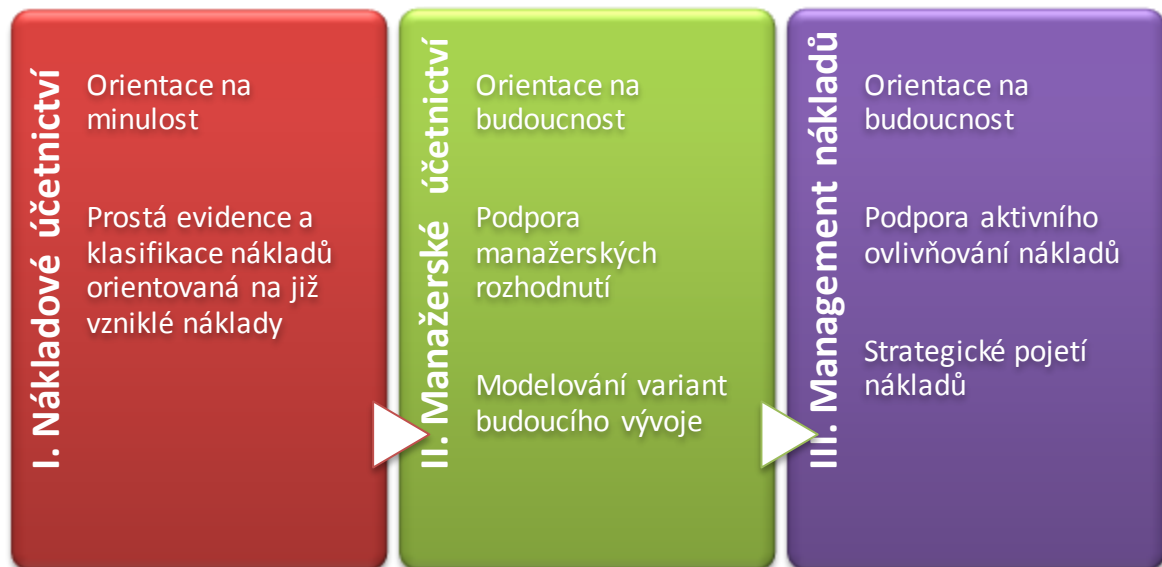 I. Nákladové účetnictví
Orientace na
minulost
Prostá evidence a
klasifikace nákladů
orientovaná na již
vzniklé náklady
II. Manažerské účetnictví
Orientace na
budoucnost
Podpora
manažerských
rozhodnutí
Modelování variant
budoucího vývoje
III. Management nákladů
Orientace na
budoucnost
Podpora aktivního
ovlivňování nákladů
Strategické pojetí
nákladů